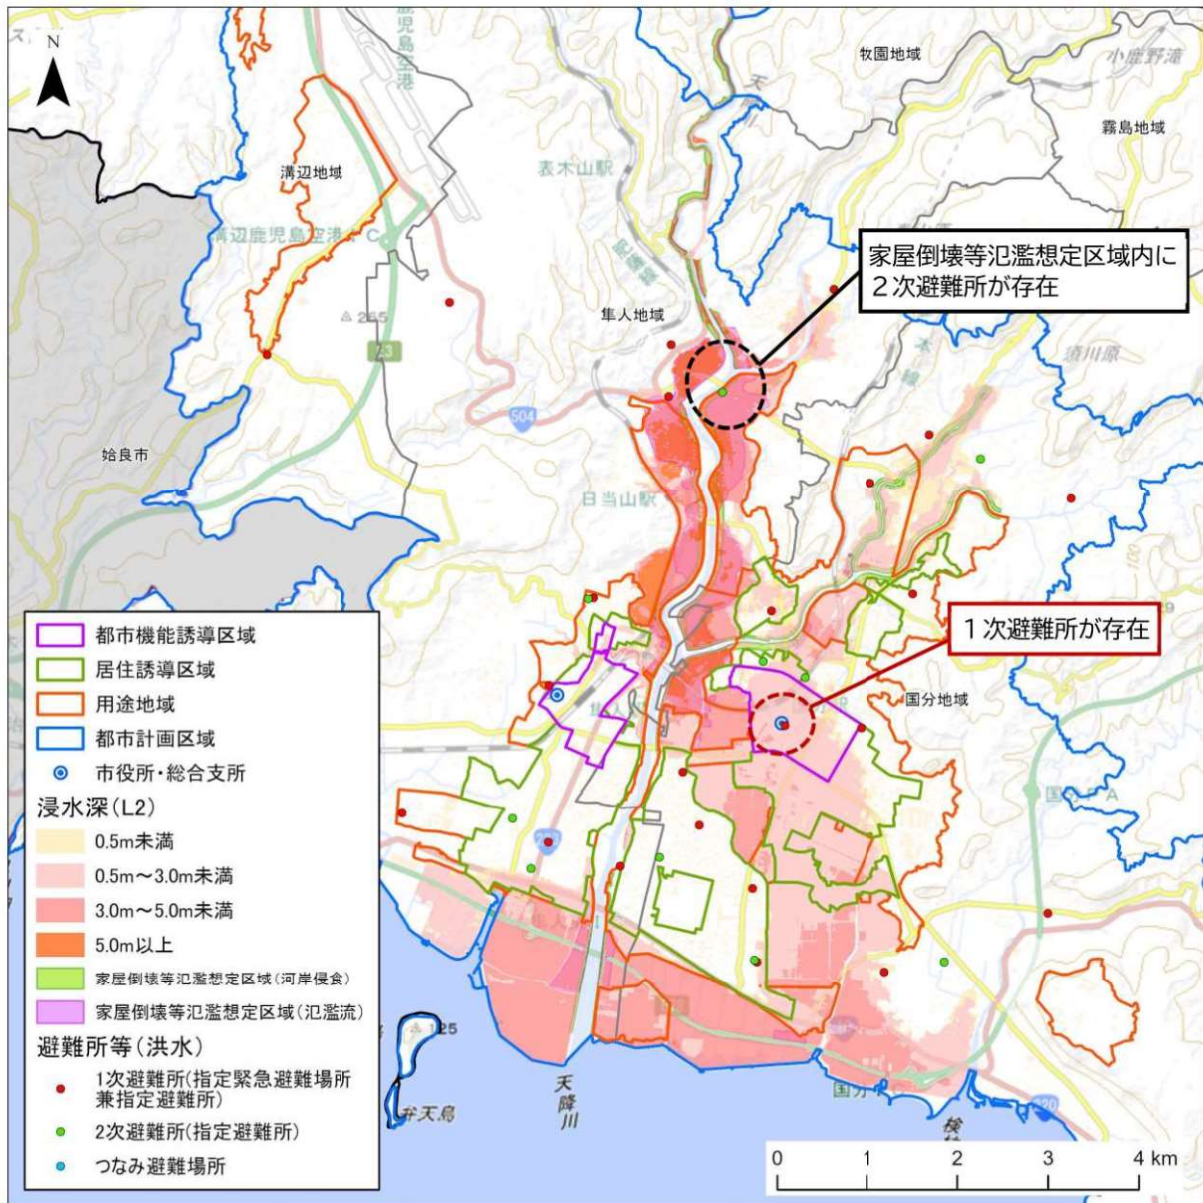 N
鹿児島空港
牧園地域
小鹿野滝
霧島地域
天
表木山駅
溝辺地域
溝辺鹿児島空港IC
家屋倒壊等氾濫想定区域内に
２次避難所が存在
265
隼人地域
23
本線
須川原
504
姶良市
日当山駅
100
29
１次避難所が存在
国分地域
都市機能誘導区域
居住誘導区域
用途地域
都市計画区域
市役所・総合支所
浸水深(L2)
0.5m未満
0.5m～3.0m未満
3.0m～5.0m未満
5.0m以上
家屋倒壊等氾濫想定区域(河岸侵食)
家屋倒壊等氾濫想定区域(氾濫流)
避難所等(洪水)
1次避難所(指定緊急避難場所
兼指定避難所)
2次避難所(指定避難所)
つなみ避難場所
125
弁天島
天降川
220
0 1 2 3 4 km